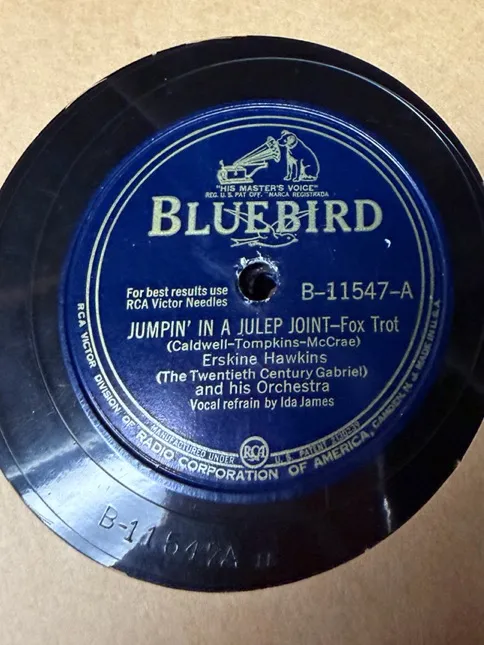 "HIS MASTER'S VOICE"
REG. U. S. PAT. OFF. MARCA REGISTRADA
BLUEBIRD
For best results use
RCA Victor Needles
B-11547-A
JUMPIN' IN A JULEP JOINT-Fox Trot
(Caldwell-Tompkins-McCrae)
Erskine Hawkins
(The Twentieth Century Gabriel)
and his Orchestra
Vocal refrain by Ida James
MANUFACTURED UNDER RCA U. S. PATENT
RCA VICTOR DIVISION OF RADIO CORPORATION OF AMERICA, CAMDEN, N. J. MADE IN U.S.A.
B-11547A